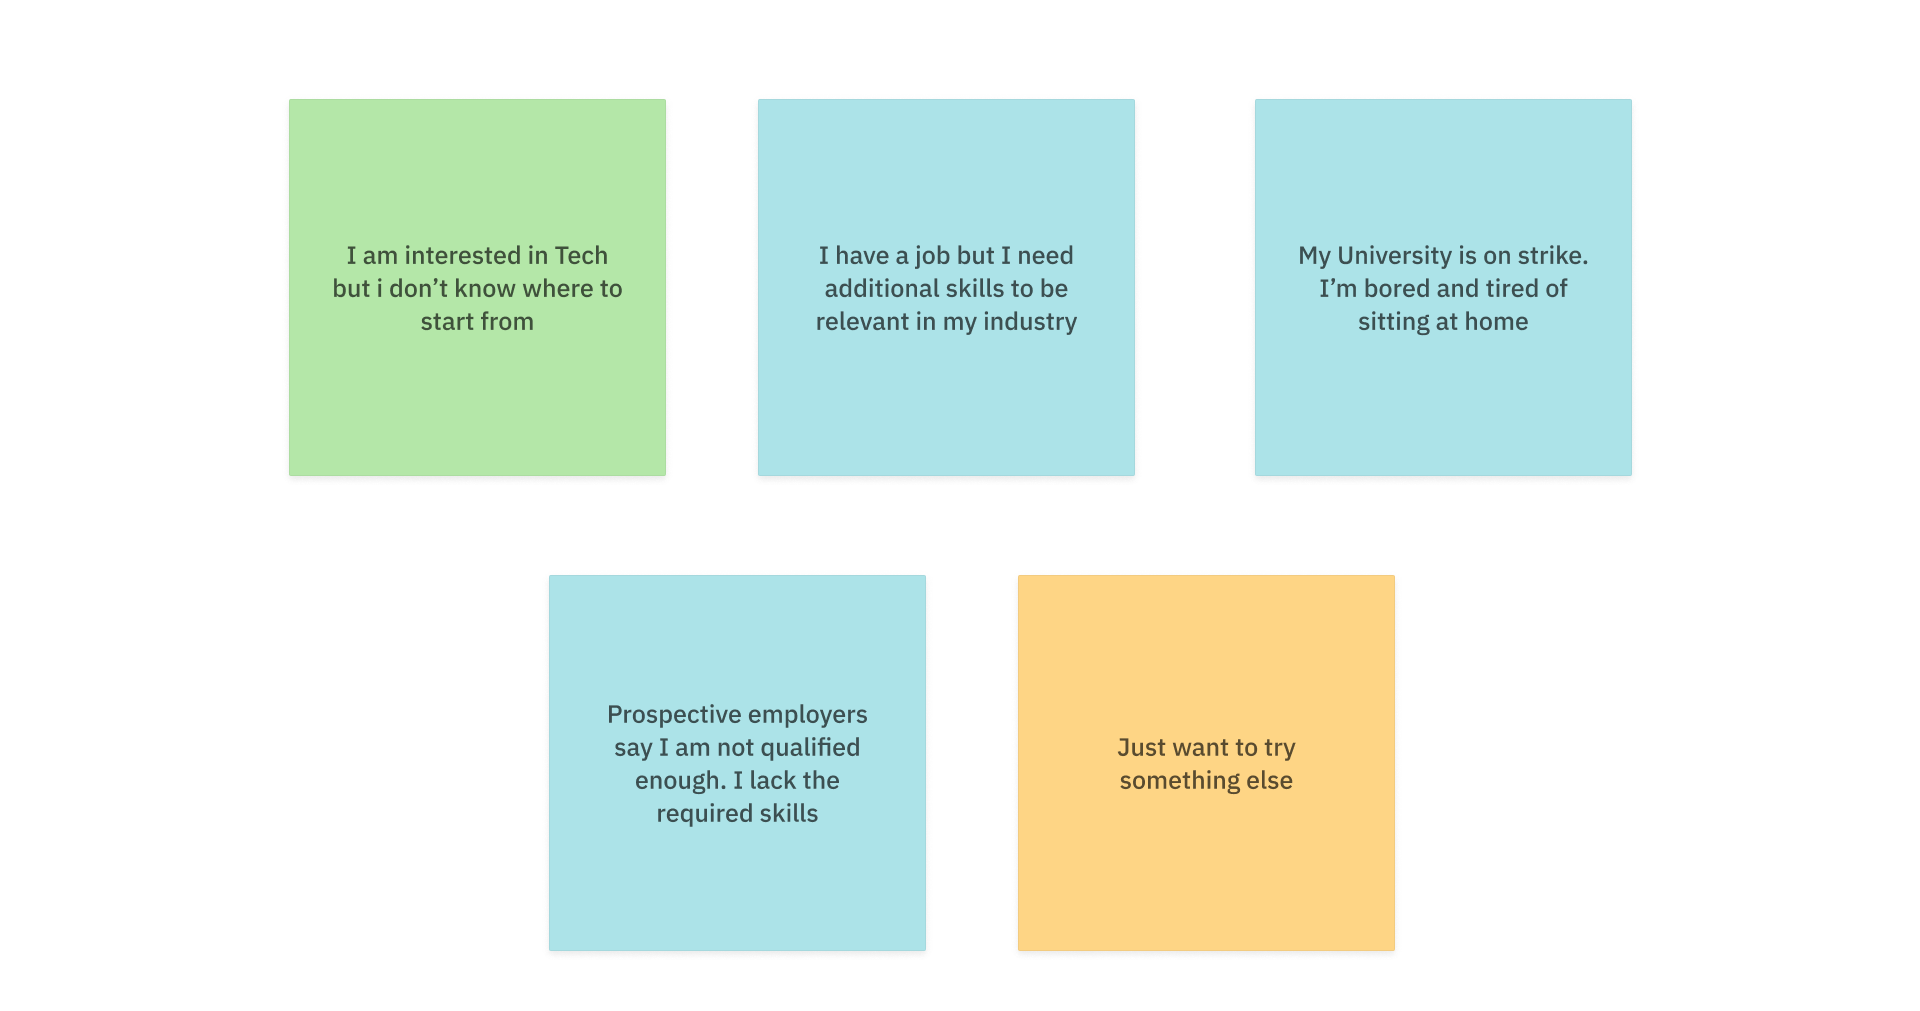 I am interested in Tech
but i don’t know where to
start from
I have a job but I need
additional skills to be
relevant in my industry
My University is on strike.
I’m bored and tired of
sitting at home
Prospective employers
say I am not qualified
enough. I lack the
required skills
Just want to try
something else